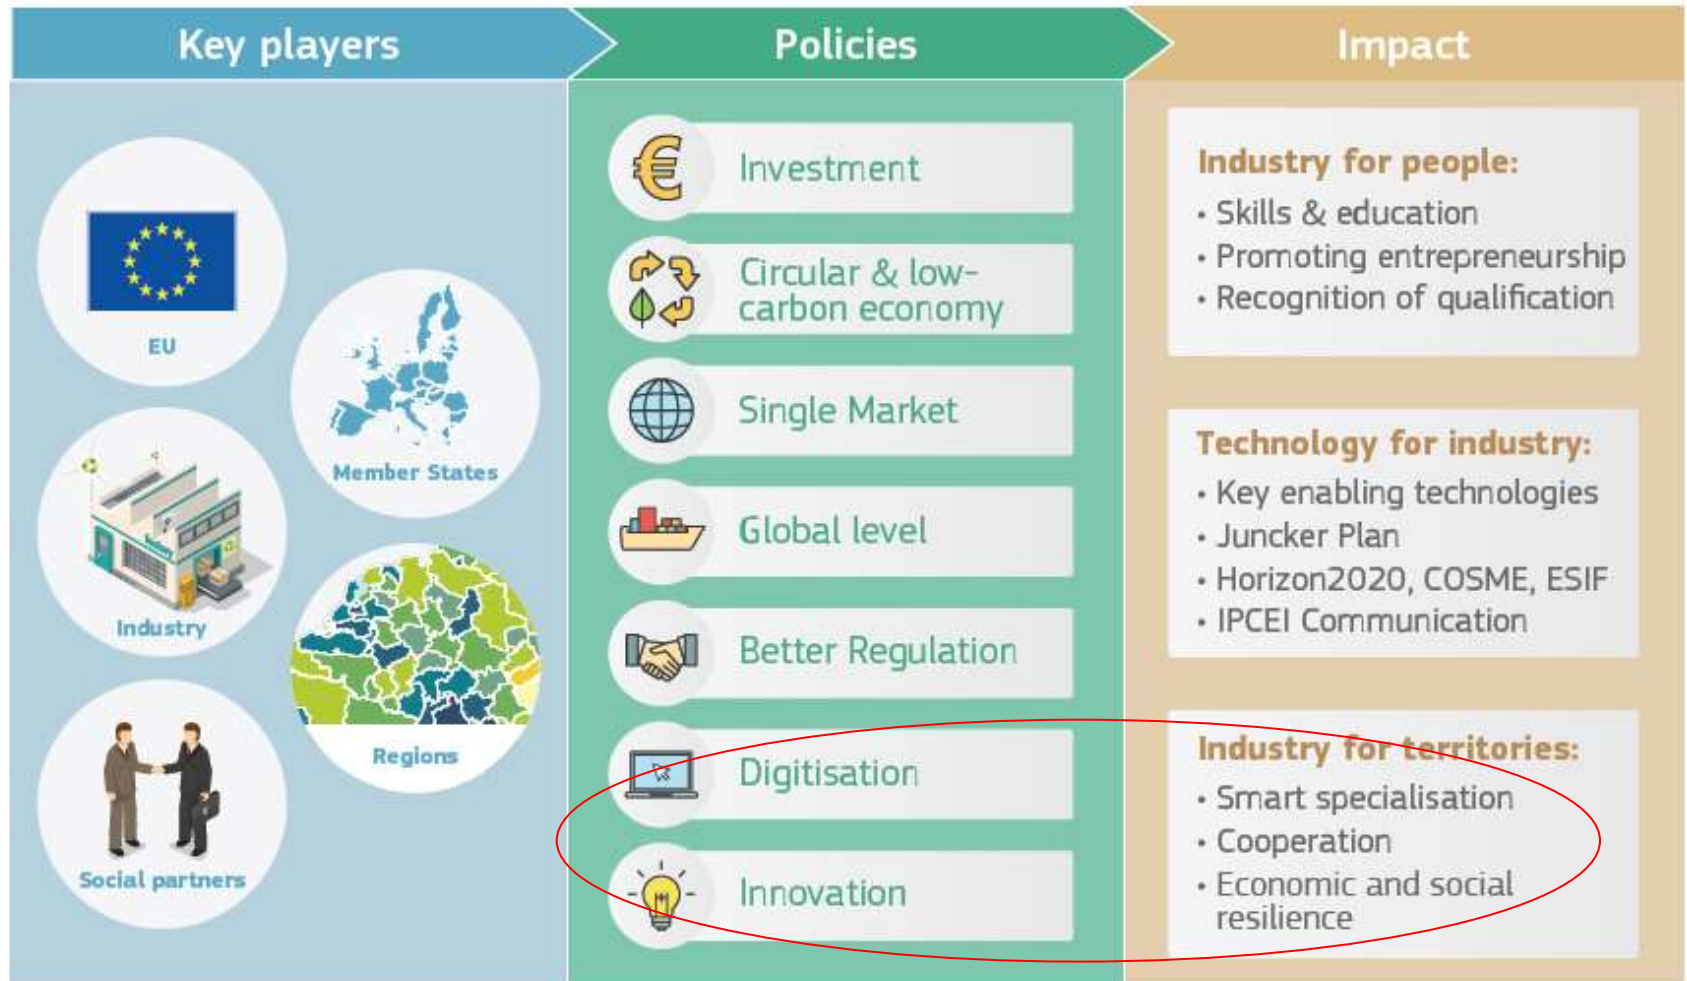 Key players
Policies
Impact
EU
Member States
Industry
Regions
Social partners
Investment
Circular & low-
carbon economy
Single Market
Global level
Better Regulation
Digitisation
Innovation
Industry for people:
• Skills & education
• Promoting entrepreneurship
• Recognition of qualification
Technology for industry:
• Key enabling technologies
• Juncker Plan
• Horizon2020, COSME, ESIF
• IPCEI Communication
Industry for territories:
• Smart specialisation
• Cooperation
• Economic and social
resilience